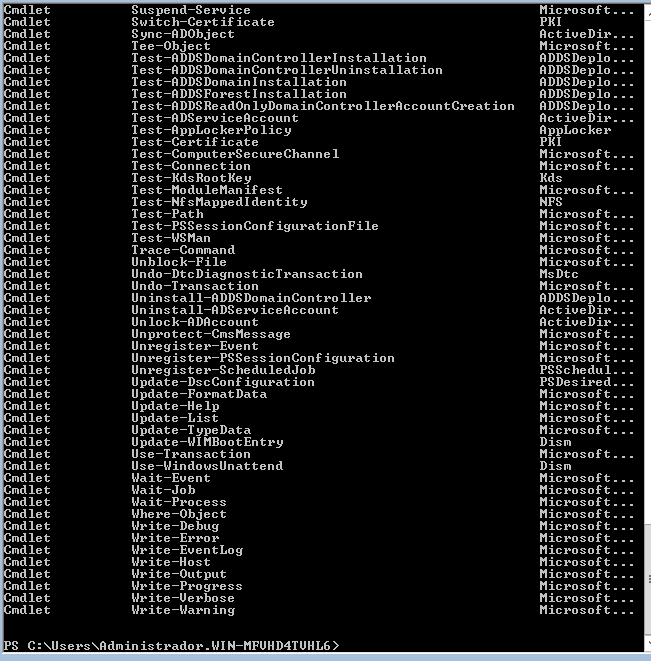 Cmdlet Suspend-Service Microsoft...
Cmdlet Switch-Certificate PKI
Cmdlet Sync-ADObject ActiveDir...
Cmdlet Tee-Object Microsoft...
Cmdlet Test-ADDSDomainControllerInstallation ADDSDeplo...
Cmdlet Test-ADDSDomainControllerUninstallation ADDSDeplo...
Cmdlet Test-ADDSDomainInstallation ADDSDeplo...
Cmdlet Test-ADDSForestInstallation ADDSDeplo...
Cmdlet Test-ADDSReadOnlyDomainControllerAccountCreation ADDSDeplo...
Cmdlet Test-ADServiceAccount ActiveDir...
Cmdlet Test-AppLockerPolicy AppLocker
Cmdlet Test-Certificate PKI
Cmdlet Test-ComputerSecureChannel Microsoft...
Cmdlet Test-Connection Microsoft...
Cmdlet Test-KdsRootKey Kds
Cmdlet Test-ModuleManifest Microsoft...
Cmdlet Test-NfsMappedIdentity NFS
Cmdlet Test-Path Microsoft...
Cmdlet Test-PSSessionConfigurationFile Microsoft...
Cmdlet Test-WSMan Microsoft...
Cmdlet Trace-Command Microsoft...
Cmdlet Unblock-File Microsoft...
Cmdlet Undo-DtcDiagnosticTransaction MsDtc
Cmdlet Undo-Transaction Microsoft...
Cmdlet Uninstall-ADDSDomainController ADDSDeplo...
Cmdlet Uninstall-ADServiceAccount ActiveDir...
Cmdlet Unlock-ADAccount ActiveDir...
Cmdlet Unprotect-CmsMessage Microsoft...
Cmdlet Unregister-Event Microsoft...
Cmdlet Unregister-PSSessionConfiguration Microsoft...
Cmdlet Unregister-ScheduledJob PSSchedul...
Cmdlet Update-DscConfiguration PSDesired...
Cmdlet Update-FormatData Microsoft...
Cmdlet Update-Help Microsoft...
Cmdlet Update-List Microsoft...
Cmdlet Update-TypeData Microsoft...
Cmdlet Update-WIMBootEntry Dism
Cmdlet Use-Transaction Microsoft...
Cmdlet Use-WindowsUnattend Dism
Cmdlet Wait-Event Microsoft...
Cmdlet Wait-Job Microsoft...
Cmdlet Wait-Process Microsoft...
Cmdlet Where-Object Microsoft...
Cmdlet Write-Debug Microsoft...
Cmdlet Write-Error Microsoft...
Cmdlet Write-EventLog Microsoft...
Cmdlet Write-Host Microsoft...
Cmdlet Write-Output Microsoft...
Cmdlet Write-Progress Microsoft...
Cmdlet Write-Verbose Microsoft...
Cmdlet Write-Warning Microsoft...
PS C:\Users\Administrador.WIN-MFVHD4TVHL6>